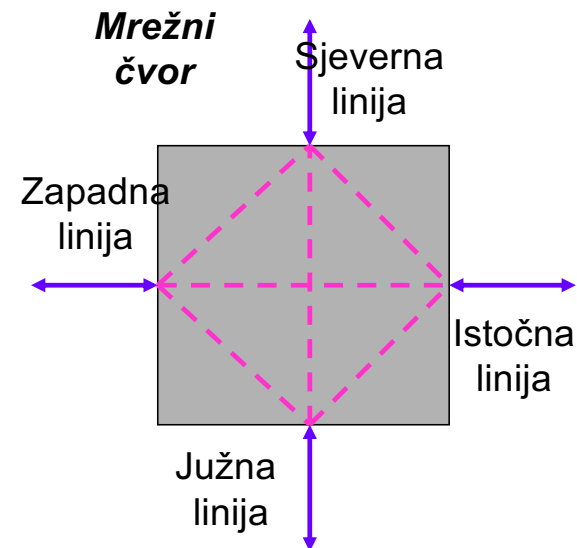 Mrežni
čvor
Sjeverna
linija
Zapadna
linija
Istočna
linija
Južna
linija